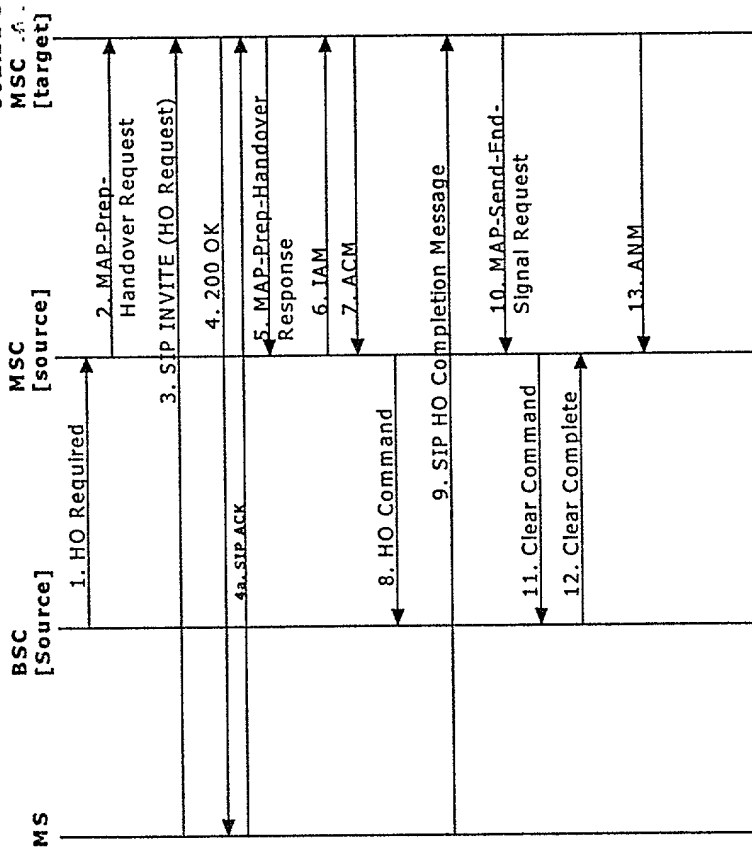 MS
BSC
[Source]
MSC
[source]
MSC
[target]
1. HO Required
2. MAP-Prep-
Handover Request
3. SIP INVITE (HO Request)
4. 200 OK
4a. SIP ACK
5. MAP-Prep-Handover
Response
6. IAM
7. ACM
8. HO Command
9. SIP HO Completion Message
10. MAP-Send-End-
Signal Request
11. Clear Command
12. Clear Complete
13. ANM